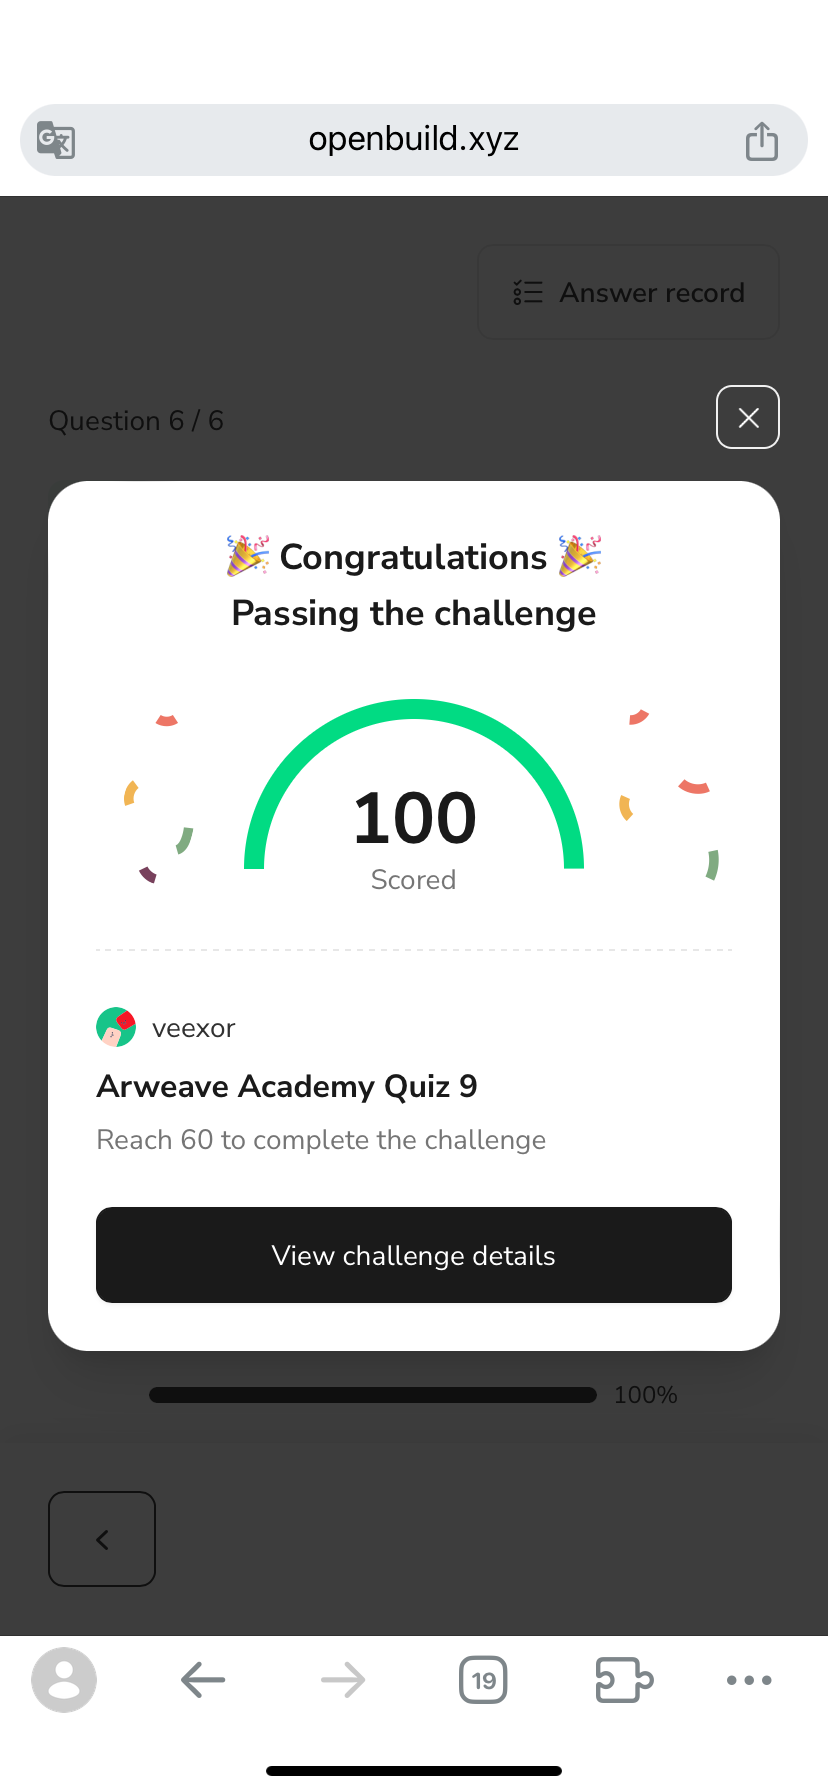 openbuild.xyz
Answer record
Question 6 / 6
🎉 Congratulations 🎉
Passing the challenge
100
Scored
veexor
Arweave Academy Quiz 9
Reach 60 to complete the challenge
View challenge details
100%
19